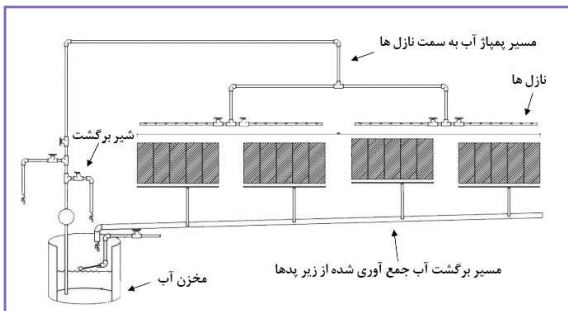 مسیر پمپاژ آب به سمت نازل ها
نازل ها
شیر برگشت
مسیر برگشت آب جمع آوری شده از زیر پدها
مخزن آب